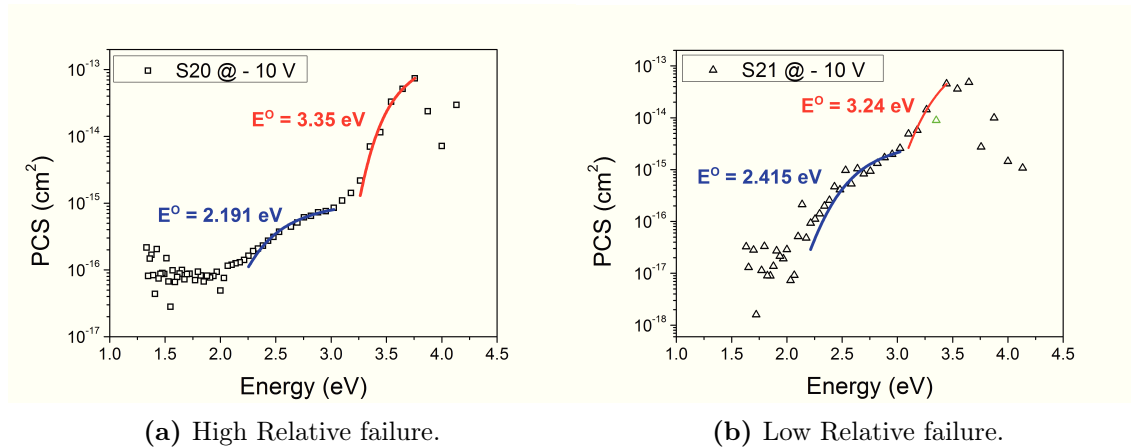 S20 @ - 10 V
E^O = 3.35 eV
E^O = 2.191 eV
PCS (cm^2)
10^-13
10^-14
10^-15
10^-16
10^-17
1.0 1.5 2.0 2.5 3.0 3.5 4.0 4.5
Energy (eV)
(a) High Relative failure.
S21 @ - 10 V
E^O = 3.24 eV
E^O = 2.415 eV
PCS (cm^2)
10^-13
10^-14
10^-15
10^-16
10^-17
10^-18
1.0 1.5 2.0 2.5 3.0 3.5 4.0 4.5
Energy (eV)
(b) Low Relative failure.